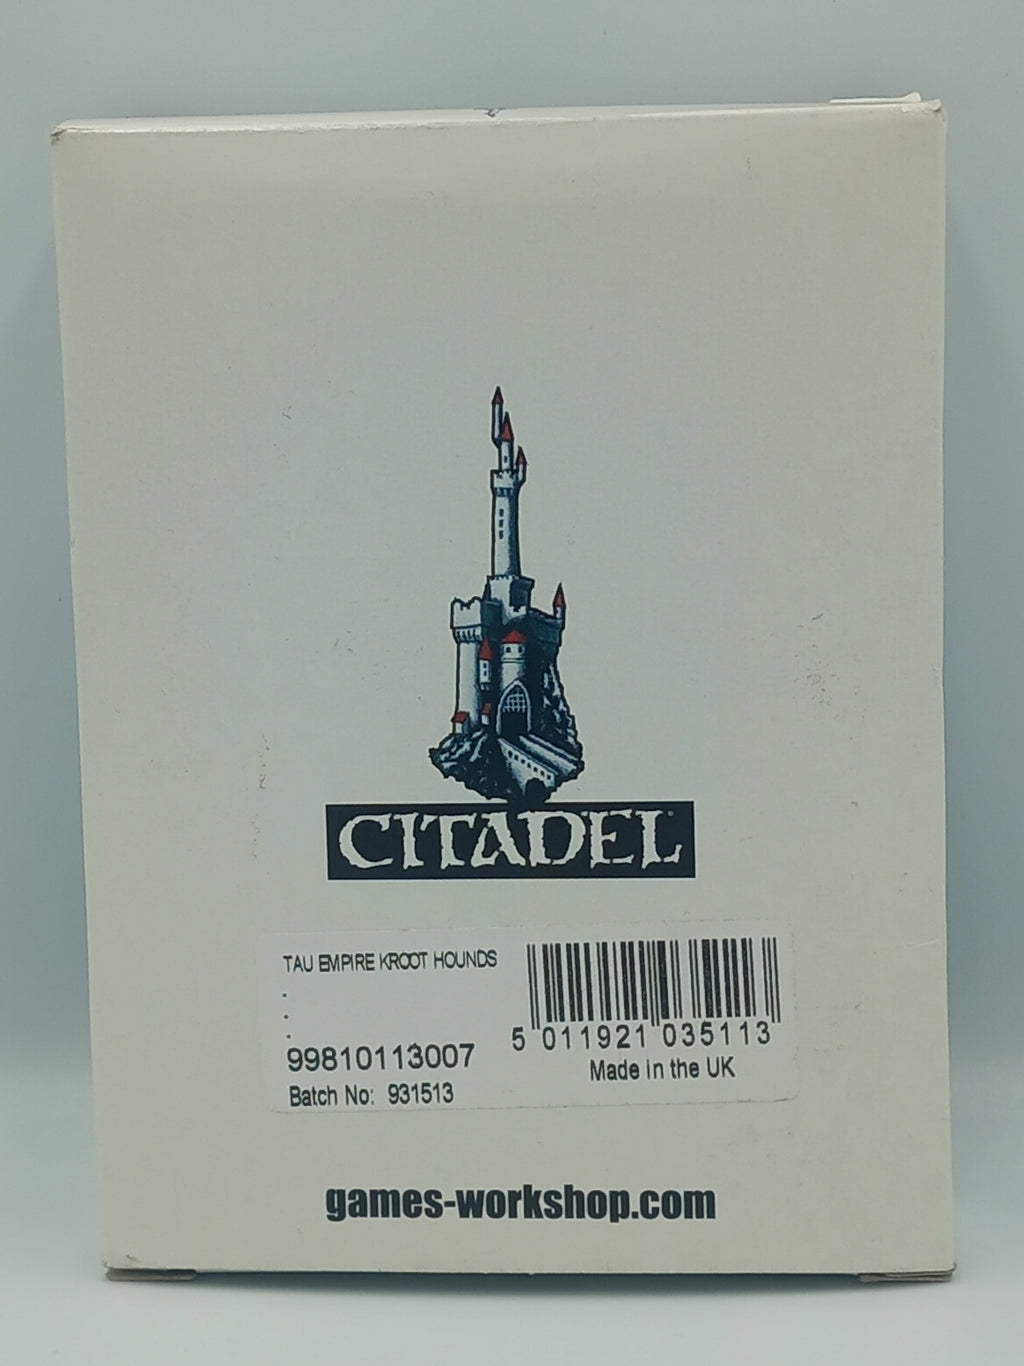 CITADEL
TAU EMPIRE KROOT HOUNDS
.
.
.
99810113007
Batch No: 931513
5 011921 035113
Made in the UK
games-workshop.com